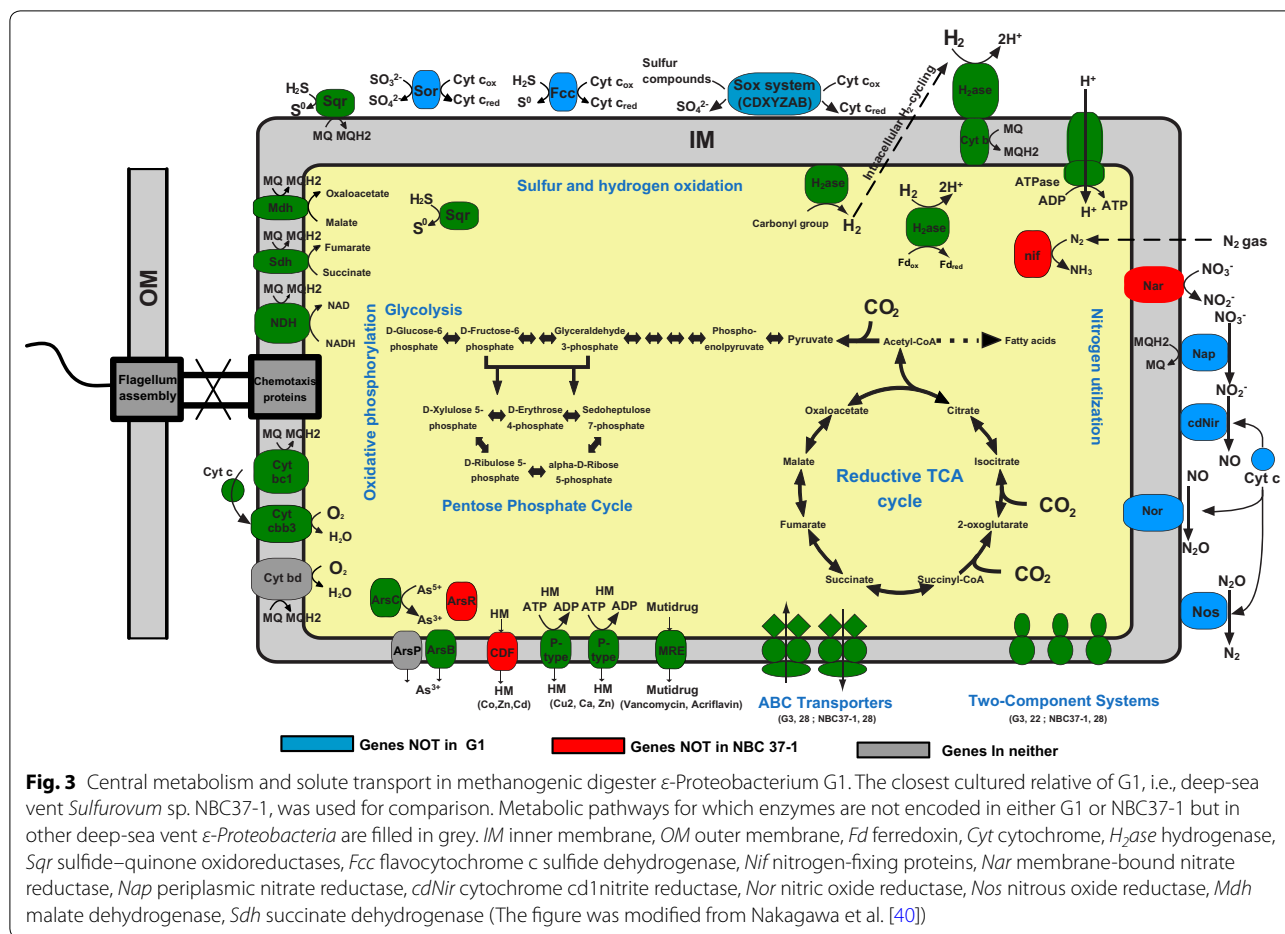 H₂
2H⁺
SO₃²⁻
Cyt c_ox
H₂S
Cyt c_ox
Sulfur
compounds
Sox system
(CDXYZAB)
Cyt c_ox
H₂S
Sqr
S⁰
Sor
SO₄²⁻
Cyt c_red
Fcc
S⁰
Cyt c_red
SO₄²⁻
Cyt c_red
H₂ase
H⁺
MQ MQH2
IM
Intracellular H₂-cycling
Cyt b
MQ
MQH2
Sulfur and hydrogen oxidation
H₂ase
ATPase
ADP
ATP
H⁺
MQ MQH2
Oxaloacetate
Mdh
Malate
H₂S
Sqr
S⁰
Carbonyl group
H₂
H₂
2H⁺
H₂ase
Fd_ox
Fd_red
MQ MQH2
Fumarate
Sdh
Succinate
nif
N₂
NH₃
N₂ gas
OM
MQ MQH2
NAD
NDH
NADH
Nar
NO₃⁻
NO₂⁻
Glycolysis
D-Glucose-6
phosphate
D-Fructose-6
phosphate
Glyceraldehyde
3-phosphate
Phospho-
enolpyruvate
Pyruvate
CO₂
Acetyl-CoA
Fatty acids
Oxidative phosphorylation
Nitrogen utilzation
NO₃⁻
MQH2
Nap
MQ
NO₂⁻
Flagellum
assembly
Chemotaxis
proteins
D-Xylulose 5-
phosphate
D-Erythrose
4-phosphate
Sedoheptulose
7-phosphate
D-Ribulose 5-
phosphate
alpha-D-Ribose
5-phosphate
Pentose Phosphate Cycle
Oxaloacetate
Citrate
Malate
Isocitrate
Reductive TCA
cycle
CO₂
Fumarate
2-oxoglutarate
Succinate
Succinyl-CoA
CO₂
cdNir
NO
Cyt c
MQ MQH2
Cyt
bc1
Cyt c
Cyt
cbb3
O₂
H₂O
NO
Nor
N₂O
Cyt bd
O₂
H₂O
MQ MQH2
N₂O
Nos
N₂
ArsC
As⁵⁺
As³⁺
ArsR
ArsP
ArsB
As³⁺
HM
CDF
HM
(Co,Zn,Cd)
HM
ATP ADP
P-
type
HM
(Cu2, Ca, Zn)
HM
ATP ADP
P-
type
HM
Mutidrug
MRE
Mutidrug
(Vancomycin, Acriflavin)
ABC Transporters
(G3, 28 ; NBC37-1, 28)
Two-Component Systems
(G3, 22 ; NBC37-1, 28)
Genes NOT in G1
Genes NOT in NBC 37-1
Genes In neither
Fig. 3 Central metabolism and solute transport in methanogenic digester ε-Proteobacterium G1. The closest cultured relative of G1, i.e., deep-sea
vent Sulfurovum sp. NBC37-1, was used for comparison. Metabolic pathways for which enzymes are not encoded in either G1 or NBC37-1 but in
other deep-sea vent ε-Proteobacteria are filled in grey. IM inner membrane, OM outer membrane, Fd ferredoxin, Cyt cytochrome, H₂ase hydrogenase,
Sqr sulfide–quinone oxidoreductases, Fcc flavocytochrome c sulfide dehydrogenase, Nif nitrogen-fixing proteins, Nar membrane-bound nitrate
reductase, Nap periplasmic nitrate reductase, cdNir cytochrome cd1nitrite reductase, Nor nitric oxide reductase, Nos nitrous oxide reductase, Mdh
malate dehydrogenase, Sdh succinate dehydrogenase (The figure was modified from Nakagawa et al. [40])